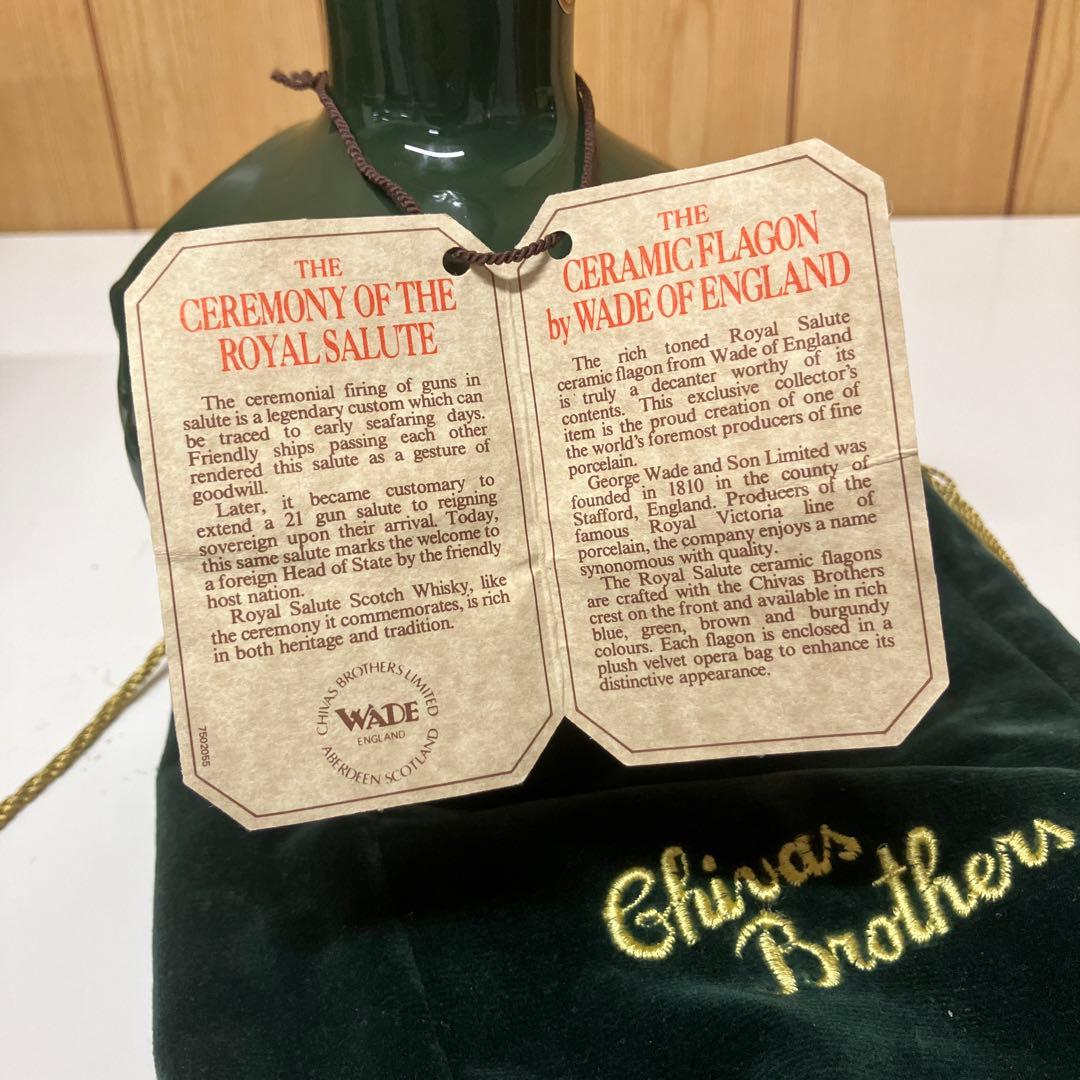 THE
CEREMONY OF THE
ROYAL SALUTE
The ceremonial firing of guns in
salute is a legendary custom which can
be traced to early seafaring days.
Friendly ships passing each other
rendered this salute as a gesture of
goodwill.
Later, it became customary to
extend a 21 gun salute to reigning
sovereign upon their arrival. Today,
this same salute marks the welcome to
a foreign Head of State by the friendly
host nation.
Royal Salute Scotch Whisky, like
the ceremony it commemorates, is rich
in both heritage and tradition.
CHIVAS BROTHERS LIMITED
WADE
ENGLAND
ABERDEEN SCOTLAND
7502055
THE
CERAMIC FLAGON
by WADE OF ENGLAND
The rich toned Royal Salute
ceramic flagon from Wade of England
is truly a decanter worthy of its
contents. This exclusive collector's
item is the proud creation of one of
the world's foremost producers of fine
porcelain.
George Wade and Son Limited was
founded in 1810 in the county of
Stafford, England. Producers of the
famous Royal Victoria line of
porcelain, the company enjoys a name
synonomous with quality.
The Royal Salute ceramic flagons
are crafted with the Chivas Brothers
crest on the front and available in rich
blue, green, brown and burgundy
colours. Each flagon is enclosed in a
plush velvet opera bag to enhance its
distinctive appearance.
Chivas
Brothers